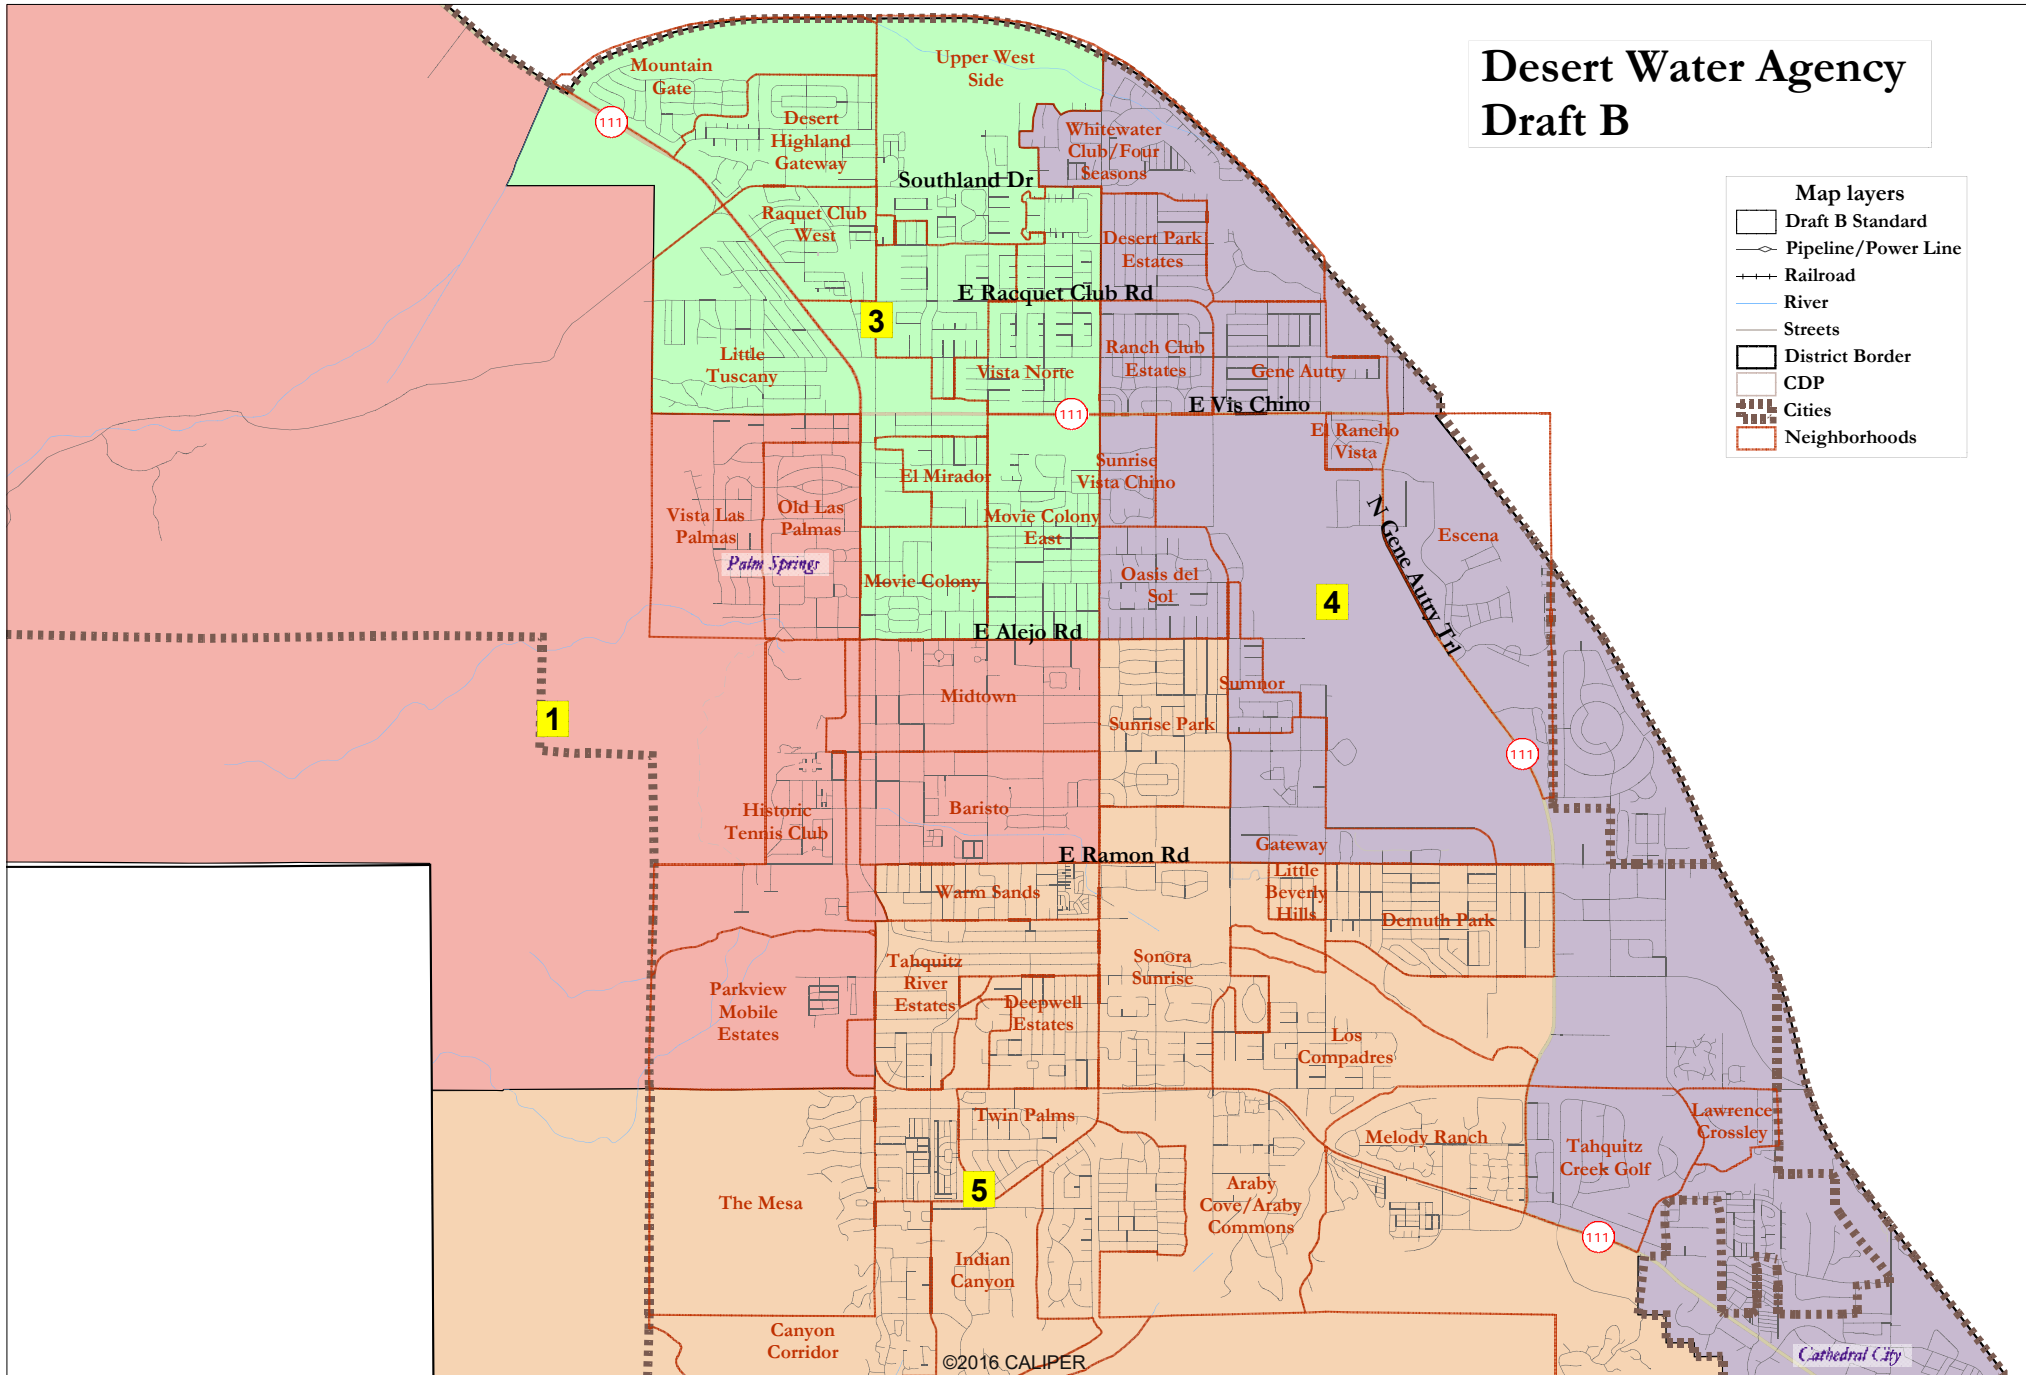 Desert Water Agency
Draft B
Map layers
Draft B Standard
Pipeline/Power Line
Railroad
River
Streets
District Border
CDP
Cities
Neighborhoods
Mountain
Gate
111
Upper West
Side
Desert
Highland
Gateway
Whitewater
Club/Four
Seasons
Southland Dr
Raquet Club
West
Desert Park
Estates
E Racquet Club Rd
3
Little
Tuscany
Vista Norte
Ranch Club
Estates
Gene Autry
E Vis Chino
111
El Rancho
Vista
El Mirador
Sunrise
Vista Chino
Vista Las
Palmas
Old Las
Palmas
Movie Colony
East
N Gene Autry Trl
Escena
Palm Springs
Movie Colony
Oasis del
Sol
4
E Alejo Rd
Midtown
Sumnor
1
Sunrise Park
111
Historic
Tennis Club
Baristo
Gateway
E Ramon Rd
Little
Beverly
Hills
Warm Sands
Demuth Park
Tahquitz
River
Estates
Sonora
Sunrise
Parkview
Mobile
Estates
Deepwell
Estates
Los
Compadres
Twin Palms
Lawrence
Crossley
Melody Ranch
Tahquitz
Creek Golf
The Mesa
5
Araby
Cove/Araby
Commons
111
Indian
Canyon
Canyon
Corridor
©2016 CALIPER
Cathedral City